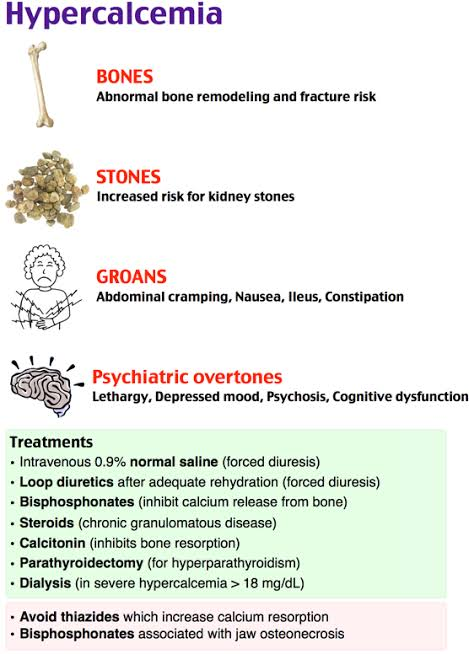 Hypercalcemia
BONES
Abnormal bone remodeling and fracture risk
STONES
Increased risk for kidney stones
GROANS
Abdominal cramping, Nausea, Ileus, Constipation
Psychiatric overtones
Lethargy, Depressed mood, Psychosis, Cognitive dysfunction
Treatments
• Intravenous 0.9% normal saline (forced diuresis)
• Loop diuretics after adequate rehydration (forced diuresis)
• Bisphosphonates (inhibit calcium release from bone)
• Steroids (chronic granulomatous disease)
• Calcitonin (inhibits bone resorption)
• Parathyroidectomy (for hyperparathyroidism)
• Dialysis (in severe hypercalcemia > 18 mg/dL)
• Avoid thiazides which increase calcium resorption
• Bisphosphonates associated with jaw osteonecrosis